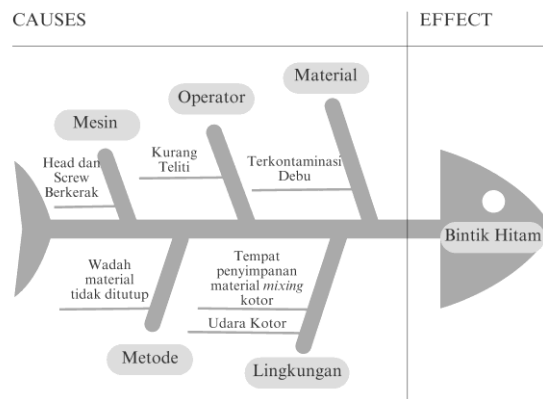 CAUSES
EFFECT
Material
Operator
Mesin
Head dan
Screw
Berkerak
Kurang
Teliti
Terkontaminasi
Debu
Bintik Hitam
Wadah
material
tidak ditutup
Tempat
penyimpanan
material mixing
kotor
Udara Kotor
Metode
Lingkungan